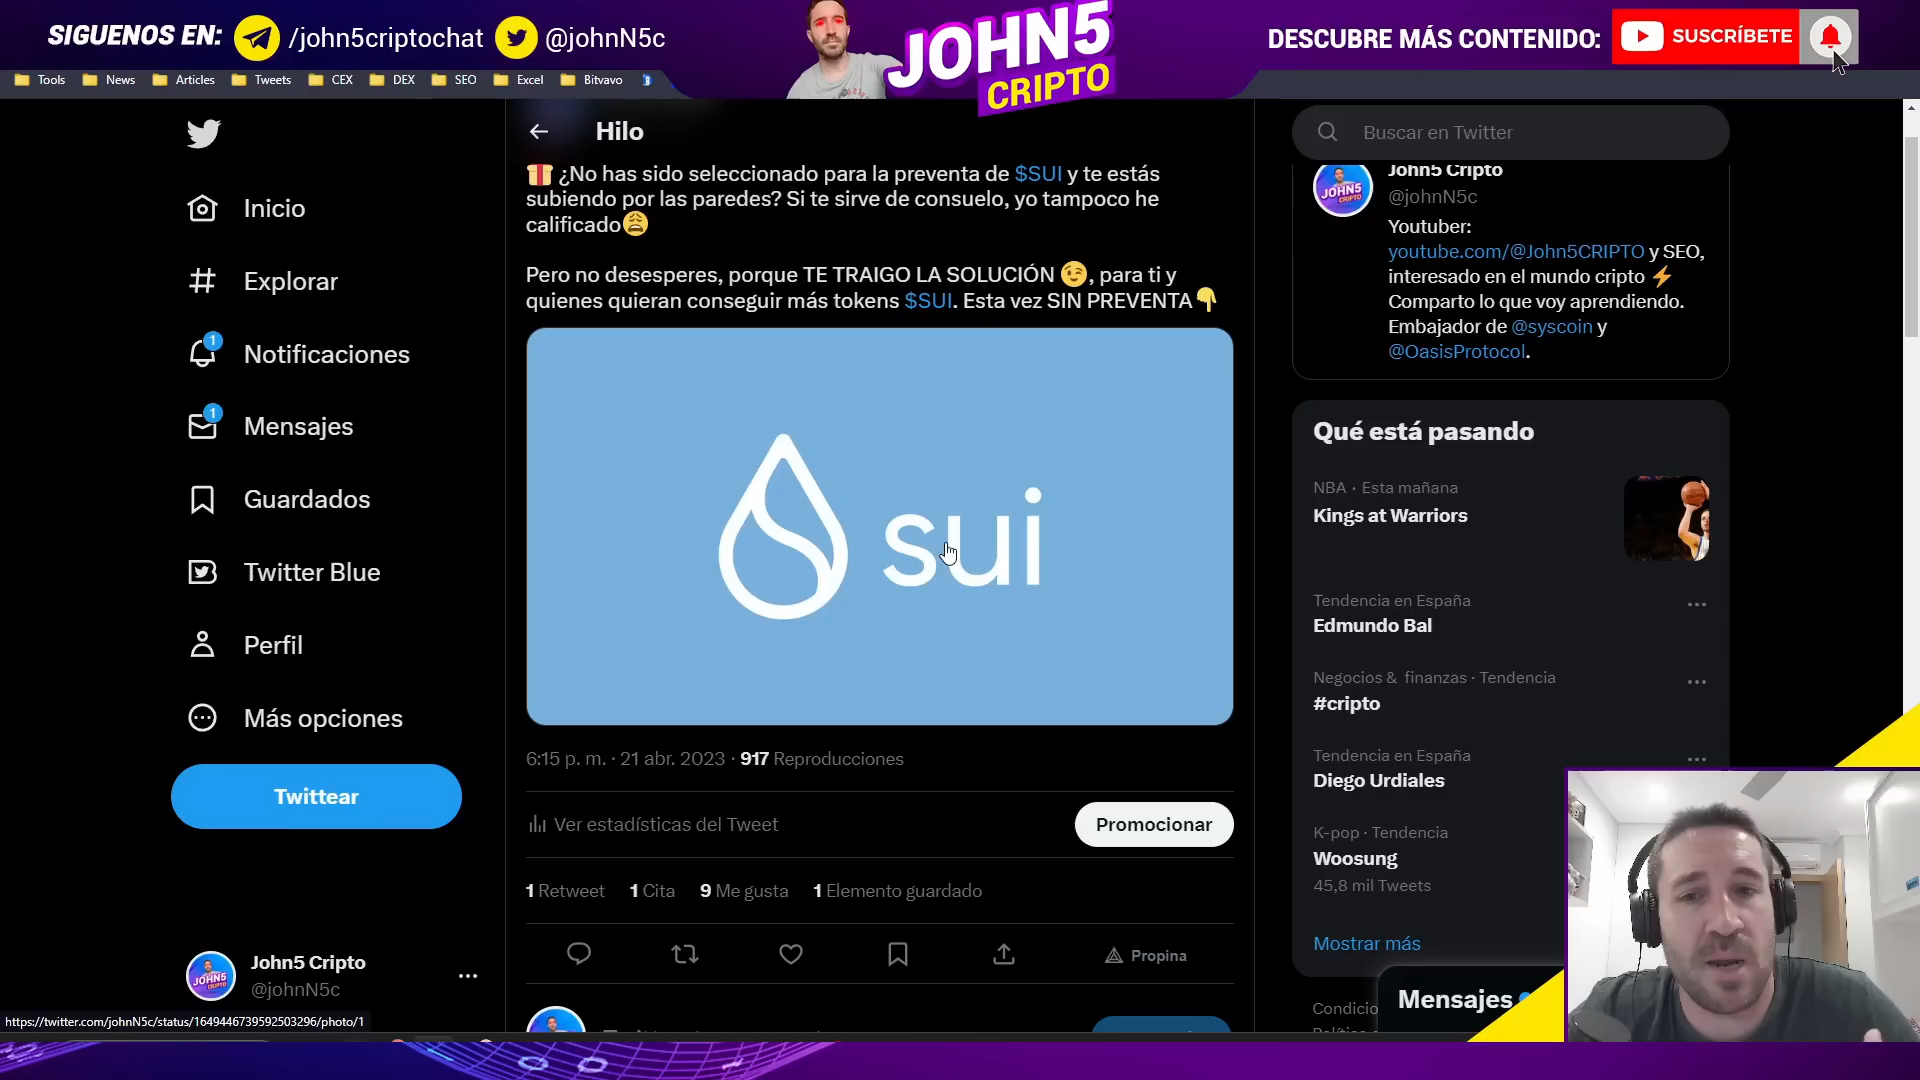 SIGUENOS EN: /john5criptochat @johnN5c
JOHN5
CRIPTO
DESCUBRE MÁS CONTENIDO: SUSCRÍBETE
Tools News Articles Tweets CEX DEX SEO Excel Bitvavo
Inicio
Explorar
1
Notificaciones
1
Mensajes
Guardados
Twitter Blue
Perfil
Más opciones
Twittear
John5 Cripto
@johnN5c
https://twitter.com/johnN5c/status/1649446739592503296/photo/1
Hilo
¿No has sido seleccionado para la preventa de $SUI y te estás
subiendo por las paredes? Si te sirve de consuelo, yo tampoco he
calificado
Pero no desesperes, porque TE TRAIGO LA SOLUCIÓN 😉, para ti y
quienes quieran conseguir más tokens $SUI. Esta vez SIN PREVENTA👇
sui
6:15 p. m. · 21 abr. 2023 · 917 Reproducciones
Ver estadísticas del Tweet
Promocionar
1 Retweet 1 Cita 9 Me gusta 1 Elemento guardado
Propina
Buscar en Twitter
John5 Cripto
@johnN5c
Youtuber:
youtube.com/@John5CRIPTO y SEO,
interesado en el mundo cripto ⚡
Comparto lo que voy aprendiendo.
Embajador de @syscoin y
@OasisProtocol.
Qué está pasando
NBA · Esta mañana
Kings at Warriors
Tendencia en España
Edmundo Bal
Negocios & finanzas · Tendencia
#cripto
Tendencia en España
Diego Urdiales
K-pop · Tendencia
Woosung
45,8 mil Tweets
Mostrar más
Condicio
Mensajes